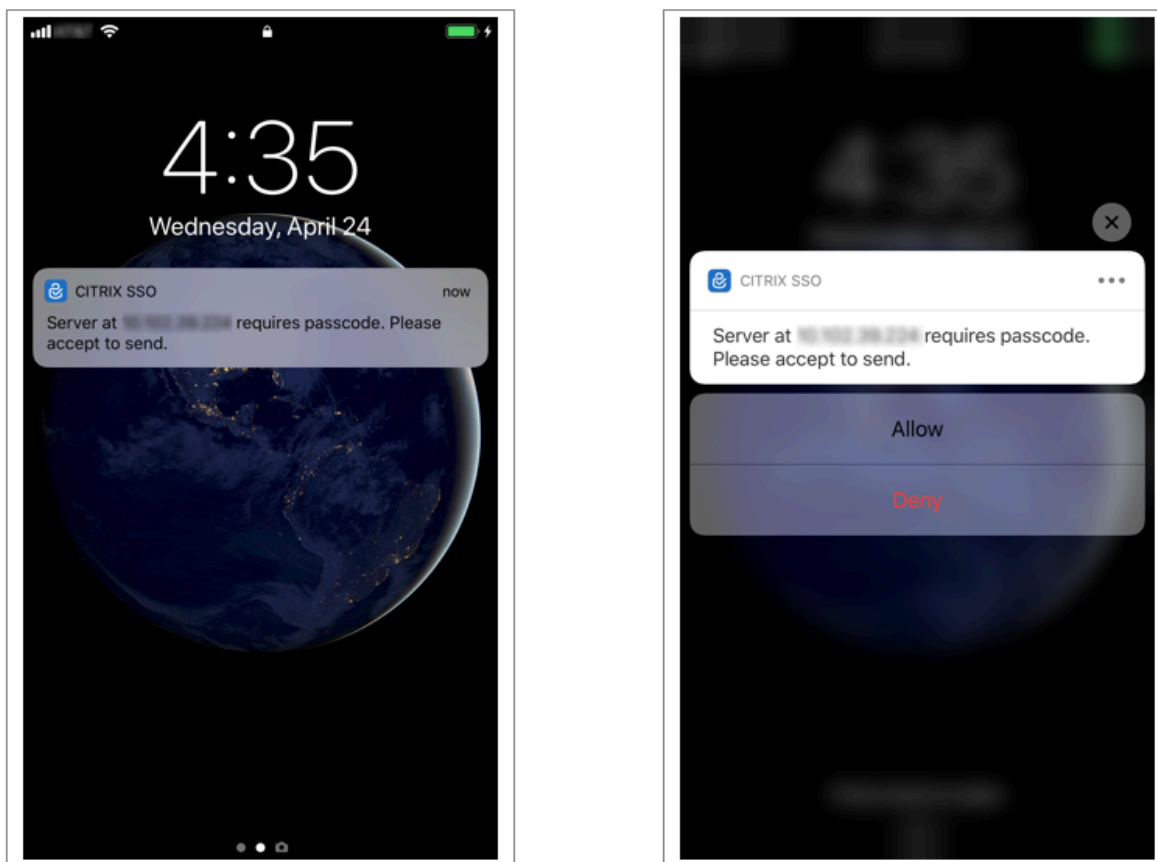 4:35
Wednesday, April 24
CITRIX SSO now
Server at requires passcode. Please
accept to send.
CITRIX SSO
Server at requires passcode.
Please accept to send.
Allow
Deny